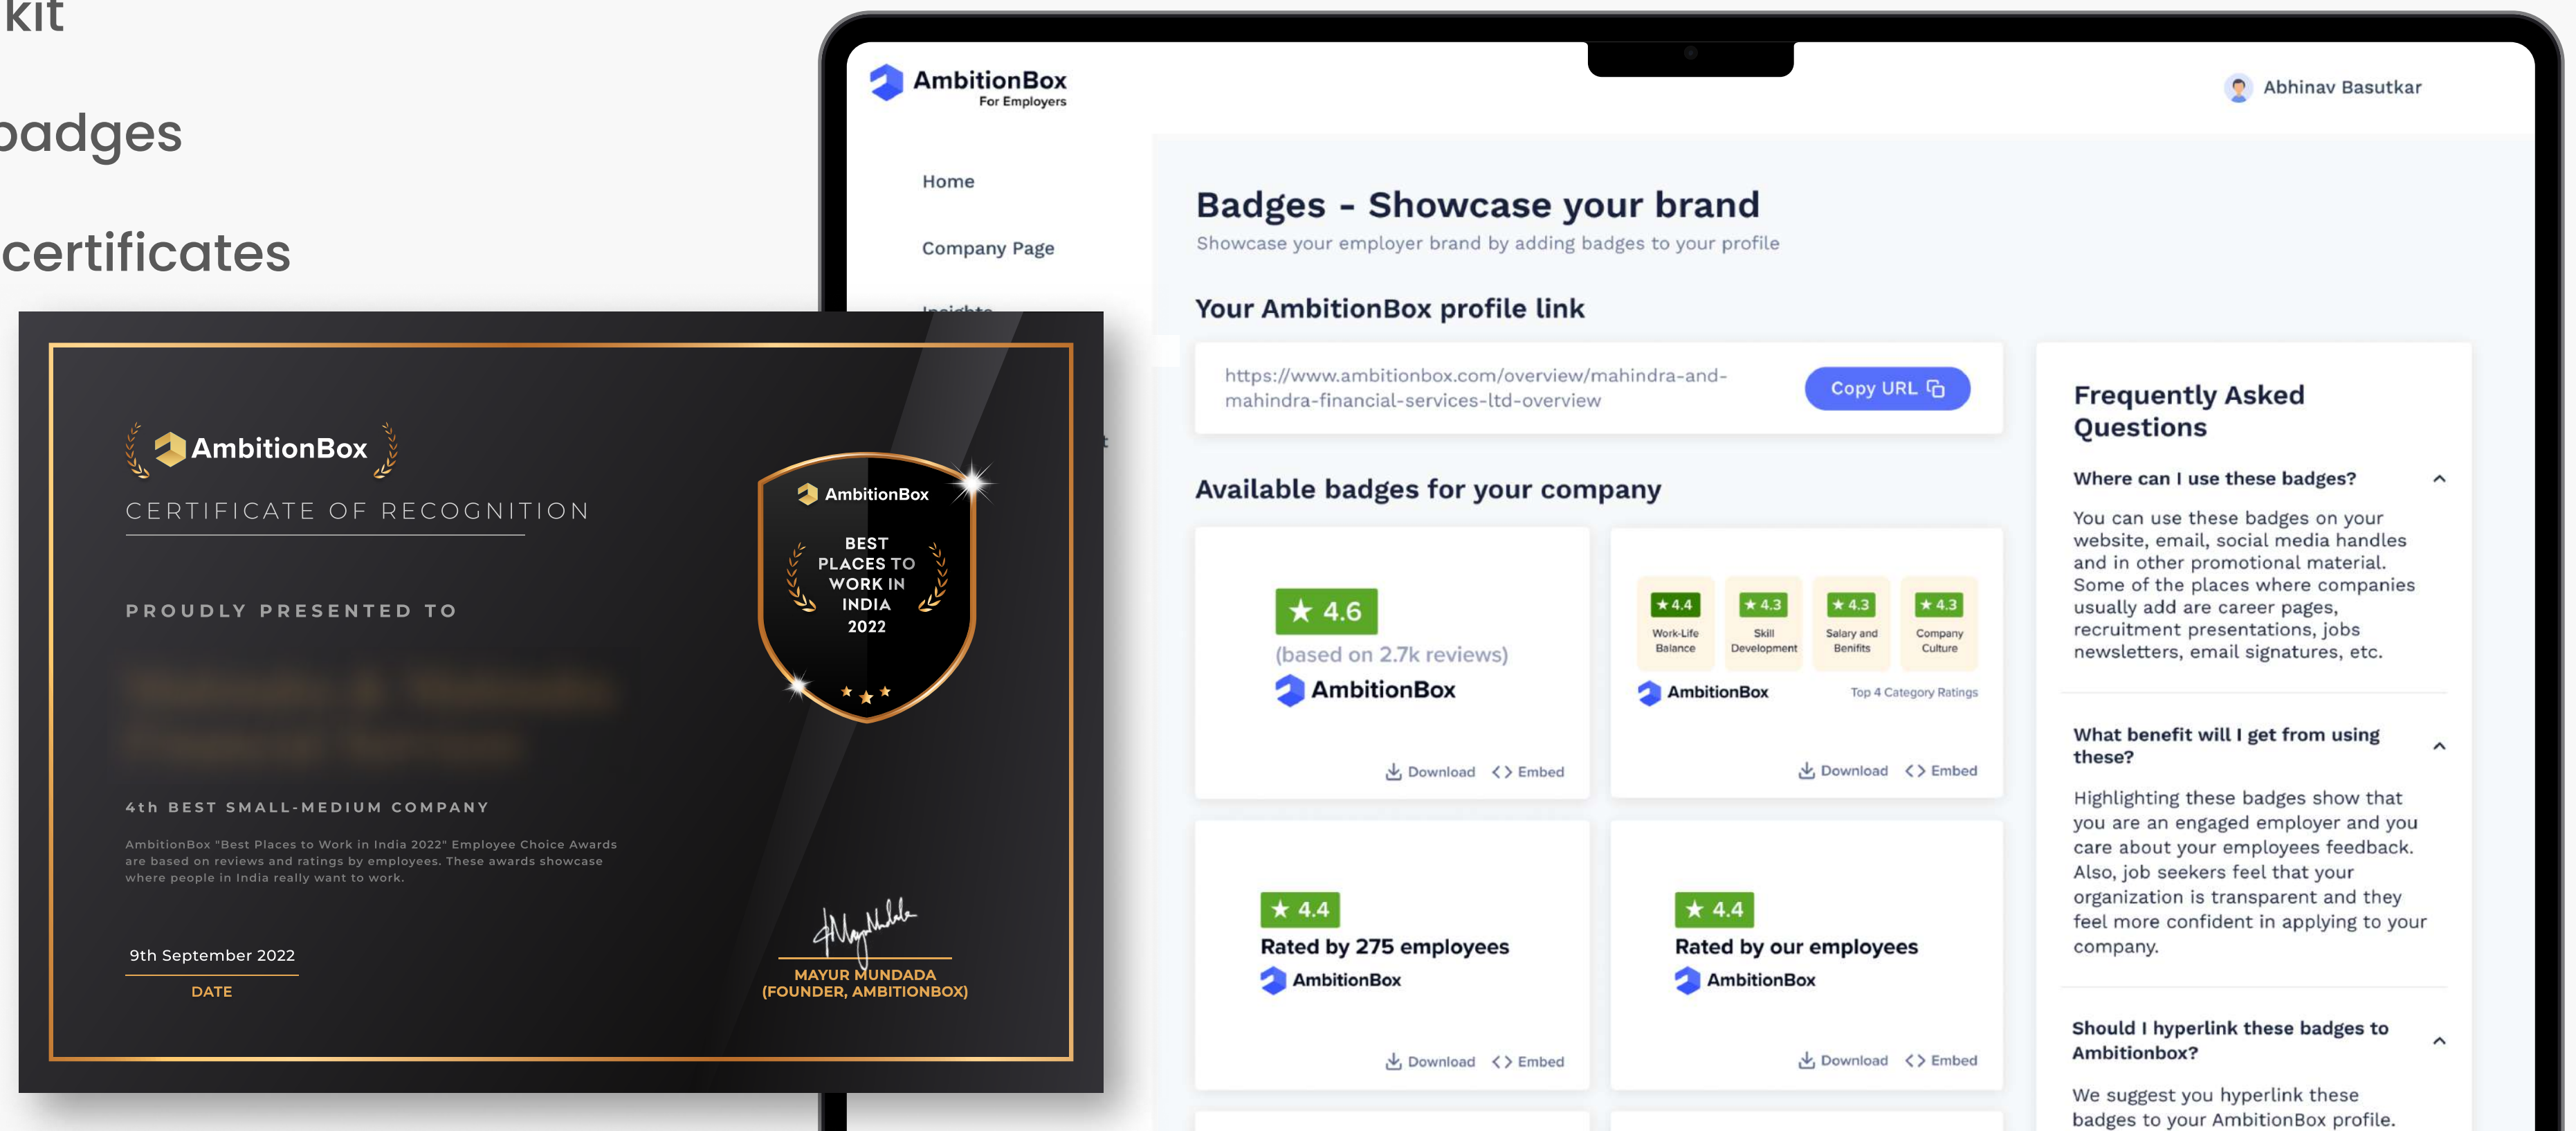 kit
badges
certificates
AmbitionBox
CERTIFICATE OF RECOGNITION
PROUDLY PRESENTED TO
4th BEST SMALL-MEDIUM COMPANY
AmbitionBox "Best Places to Work in India 2022" Employee Choice Awards
are based on reviews and ratings by employees. These awards showcase
where people in India really want to work.
9th September 2022
DATE
AmbitionBox
BEST
PLACES TO
WORK IN
INDIA
2022
MAYUR MUNDADA
(FOUNDER, AMBITIONBOX)
AmbitionBox
For Employers
Abhinav Basutkar
Home
Company Page
Insights
Badges - Showcase your brand
Showcase your employer brand by adding badges to your profile
Your AmbitionBox profile link
https://www.ambitionbox.com/overview/mahindra-and-
mahindra-financial-services-ltd-overview
Copy URL
Available badges for your company
★ 4.6
(based on 2.7k reviews)
AmbitionBox
Download Embed
★ 4.4
Work-Life
Balance
★ 4.3
Skill
Development
★ 4.3
Salary and
Benifits
★ 4.3
Company
Culture
AmbitionBox
Top 4 Category Ratings
Download Embed
★ 4.4
Rated by 275 employees
AmbitionBox
Download Embed
★ 4.4
Rated by our employees
AmbitionBox
Download Embed
Frequently Asked
Questions
Where can I use these badges?
You can use these badges on your
website, email, social media handles
and in other promotional material.
Some of the places where companies
usually add are career pages,
recruitment presentations, jobs
newsletters, email signatures, etc.
What benefit will I get from using
these?
Highlighting these badges show that
you are an engaged employer and you
care about your employees feedback.
Also, job seekers feel that your
organization is transparent and they
feel more confident in applying to your
company.
Should I hyperlink these badges to
Ambitionbox?
We suggest you hyperlink these
badges to your AmbitionBox profile.